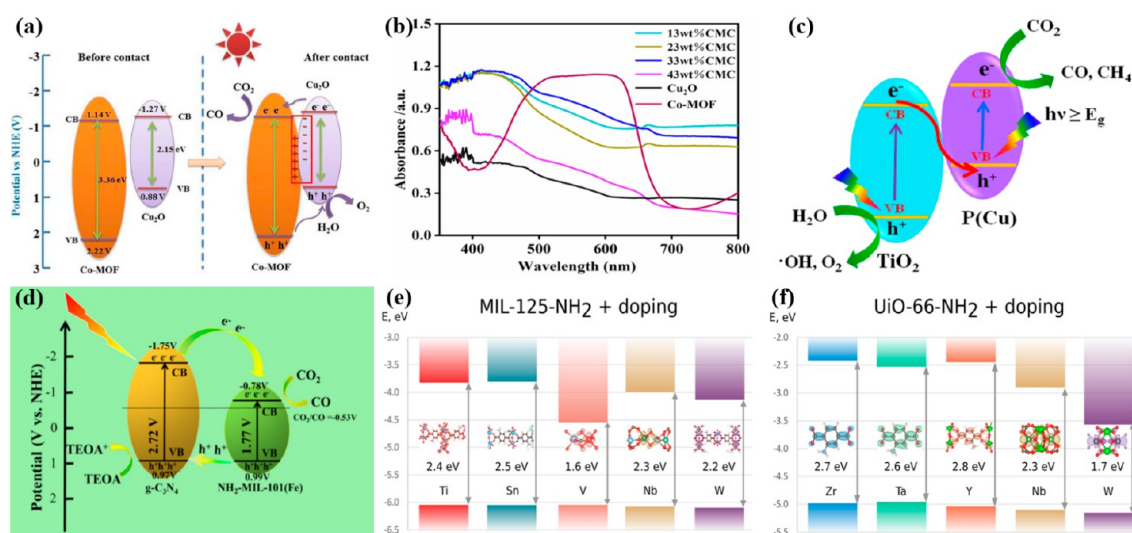 (a)
Before contact
After contact
Potential vs NHE (V)
-3
-2
-1
0
1
2
3
CB
-1.14 V
3.36 eV
VB
2.22 V
Co-MOF
-1.27 V
CB
2.15 eV
VB
0.88 V
Cu₂O
CO₂
CO
e⁻ e⁻
Cu₂O
e⁻ e⁻
CB
VB
h⁺ h⁺
O₂
H₂O
h⁺ h⁺
Co-MOF
(b)
Absorbance /a.u.
1.5
1.2
0.9
0.6
0.3
0.0
400
500
600
700
800
Wavelength (nm)
13wt%CMC
23wt%CMC
33wt%CMC
43wt%CMC
Cu₂O
Co-MOF
(c)
CO₂
e⁻
CB
CO, CH₄
hν ≥ E_g
VB
h⁺
P(Cu)
e⁻
CB
VB
h⁺
H₂O
·OH, O₂
TiO₂
(d)
Potential (V vs. NHE)
-2
-1
0
1
2
e⁻ e⁻
-1.75V
e⁻ e⁻ e⁻
CB
2.72 V
VB
h⁺h⁺h⁺
0.97V
g-C₃N₄
-0.78V
e⁻ e⁻ e⁻
CB
1.77 V
VB
h⁺h⁺h⁺
0.99V
NH₂-MIL-101(Fe)
CO₂
CO
CO₂/CO =-0.53V
h⁺ h⁺
TEOA⁺
TEOA
(e)
MIL-125-NH₂ + doping
E, eV
-3.0
-3.5
-4.0
-4.5
-5.0
-5.5
-6.0
-6.5
2.4 eV
2.5 eV
1.6 eV
2.3 eV
2.2 eV
Ti
Sn
V
Nb
W
(f)
UiO-66-NH₂ + doping
E, eV
-2.0
-2.5
-3.0
-3.5
-4.0
-4.5
-5.0
-5.5
2.7 eV
2.6 eV
2.8 eV
2.3 eV
1.7 eV
Zr
Ta
Y
Nb
W